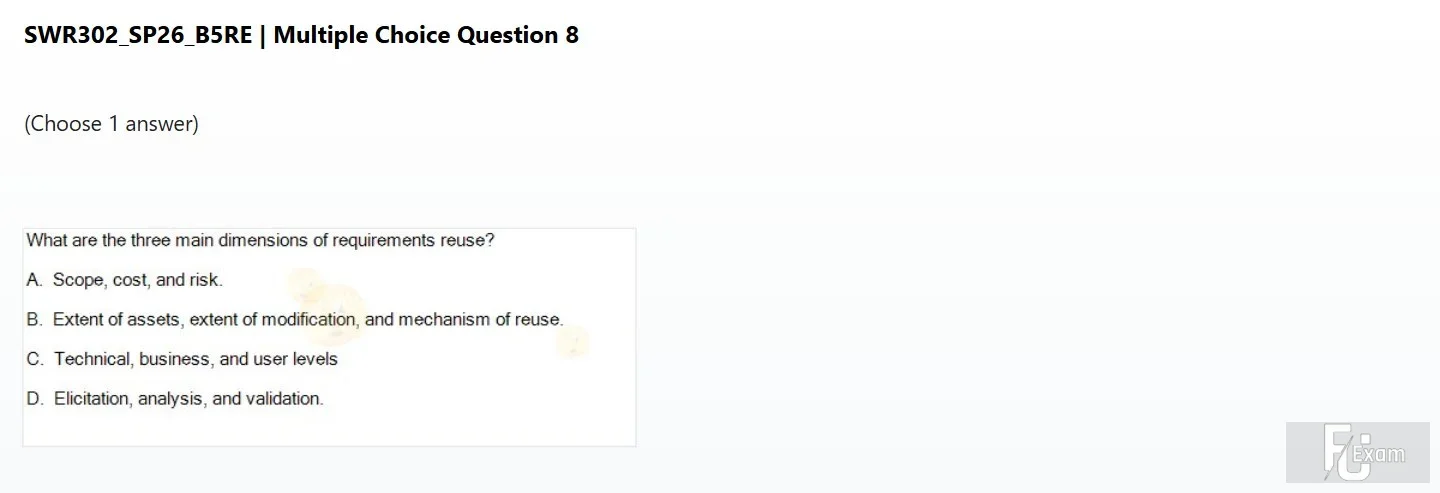 SWR302_SP26_B5RE | Multiple Choice Question 8
(Choose 1 answer)
What are the three main dimensions of requirements reuse?
A. Scope, cost, and risk.
B. Extent of assets, extent of modification, and mechanism of reuse.
C. Technical, business, and user levels
D. Elicitation, analysis, and validation.
FU Exam